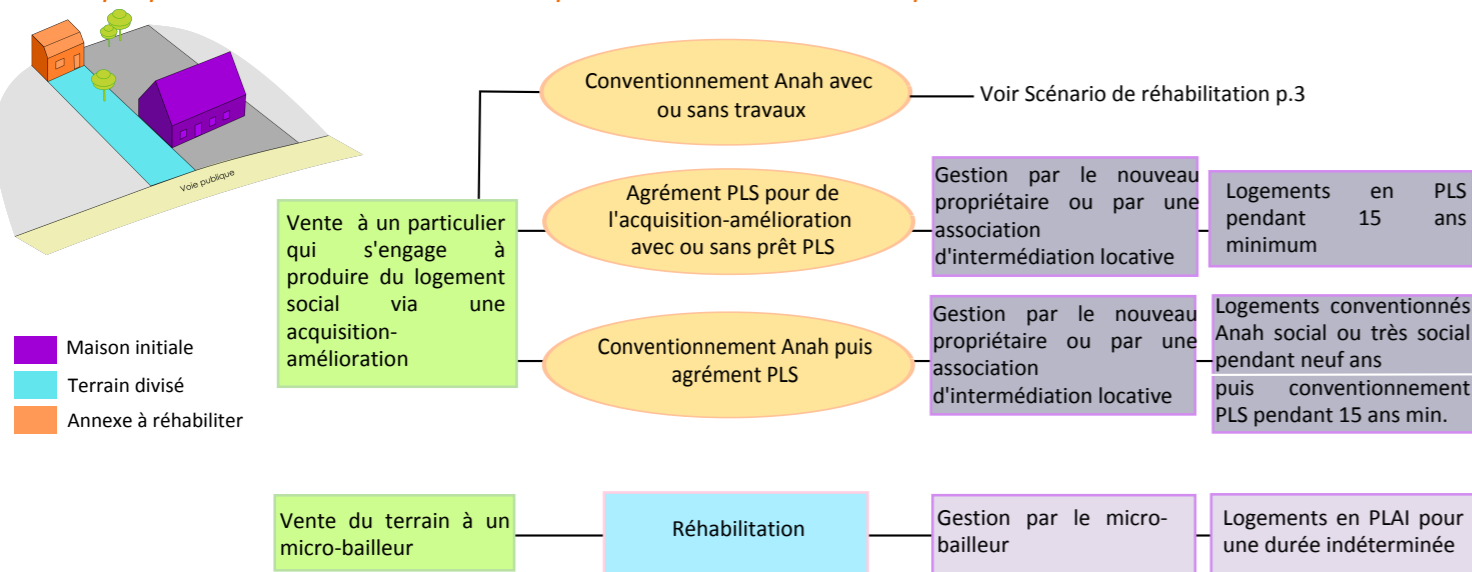 Voie publique
Maison initiale
Terrain divisé
Annexe à réhabiliter
Vente à un particulier
qui s'engage à
produire du logement
social via une
acquisition-
amélioration
Conventionnement Anah avec
ou sans travaux
Voir Scénario de réhabilitation p.3
Agrément PLS pour de
l'acquisition-amélioration
avec ou sans prêt PLS
Gestion par le nouveau
propriétaire ou par une
association
d'intermédiation locative
Logements en PLS
pendant 15 ans
minimum
Conventionnement Anah puis
agrément PLS
Gestion par le nouveau
propriétaire ou par une
association
d'intermédiation locative
Logements conventionnés
Anah social ou très social
pendant neuf ans
puis conventionnement
PLS pendant 15 ans min.
Vente du terrain à un
micro-bailleur
Réhabilitation
Gestion par le micro-
bailleur
Logements en PLAI pour
une durée indéterminée